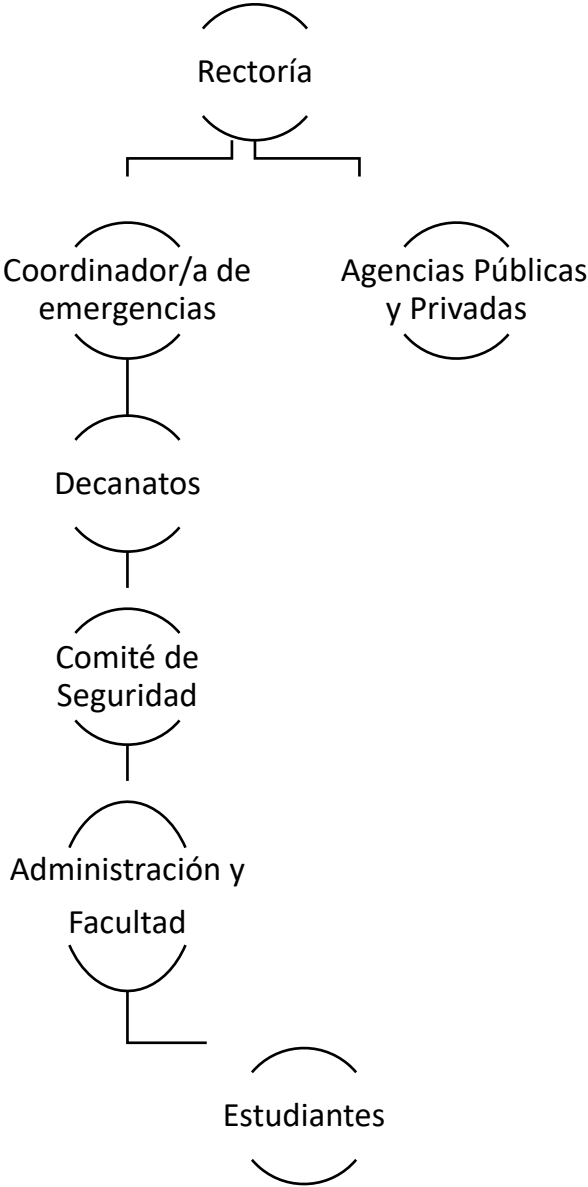 Rectoría
Coordinador/a de
emergencias
Agencias Públicas
y Privadas
Decanatos
Comité de
Seguridad
Administración y
Facultad
Estudiantes